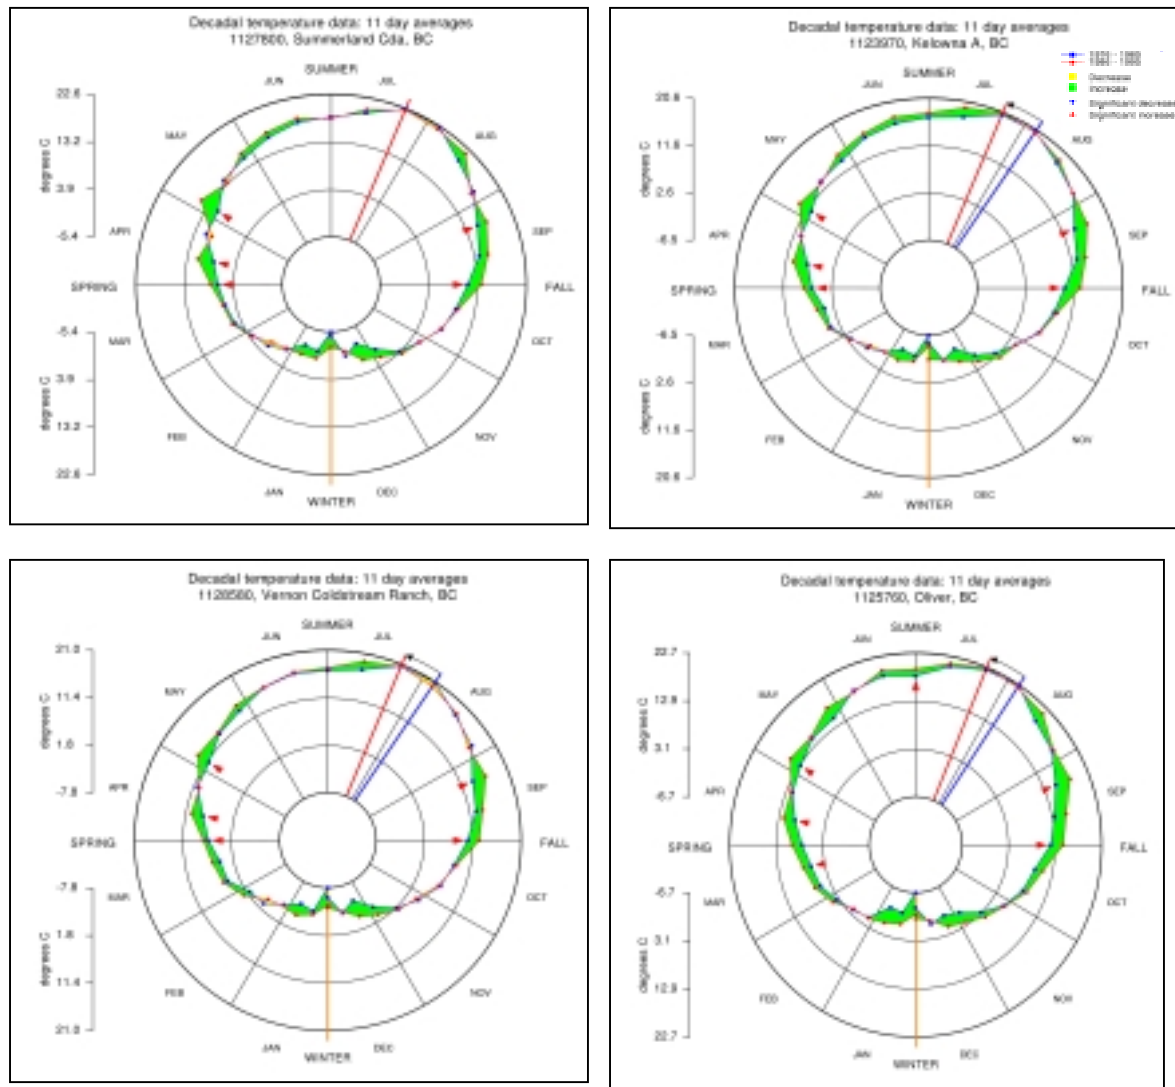 Decadal temperature data: 11 day averages
1127800, Summerland Cda, BC
SUMMER
JUN
JUL
22.6
MAY
AUG
13.2
degrees C
3.9
APR
SEP
-5.4
SPRING
FALL
MAR
OCT
-5.4
3.9
degrees C
13.2
FEB
NOV
22.6
JAN
WINTER
DEC
Decadal temperature data: 11 day averages
1123970, Kelowna A, BC
SUMMER
JUN
JUL
Decrease
Increase
Significant decrease
Significant increase
20.6
MAY
AUG
11.5
degrees C
2.6
APR
SEP
-6.5
SPRING
FALL
MAR
OCT
-6.5
2.6
degrees C
11.5
FEB
NOV
20.6
JAN
WINTER
DEC
Decadal temperature data: 11 day averages
1128580, Vernon Coldstream Ranch, BC
SUMMER
JUN
JUL
21.0
MAY
AUG
11.4
degrees C
APR
SEP
-7.8
SPRING
FALL
MAR
OCT
-7.8
degrees C
11.4
FEB
NOV
21.0
JAN
WINTER
DEC
Decadal temperature data: 11 day averages
1125760, Oliver, BC
SUMMER
JUN
JUL
22.7
MAY
AUG
12.9
degrees C
3.1
APR
SEP
-6.7
SPRING
FALL
MAR
OCT
-6.7
3.1
degrees C
12.9
FEB
NOV
22.7
JAN
WINTER
DEC